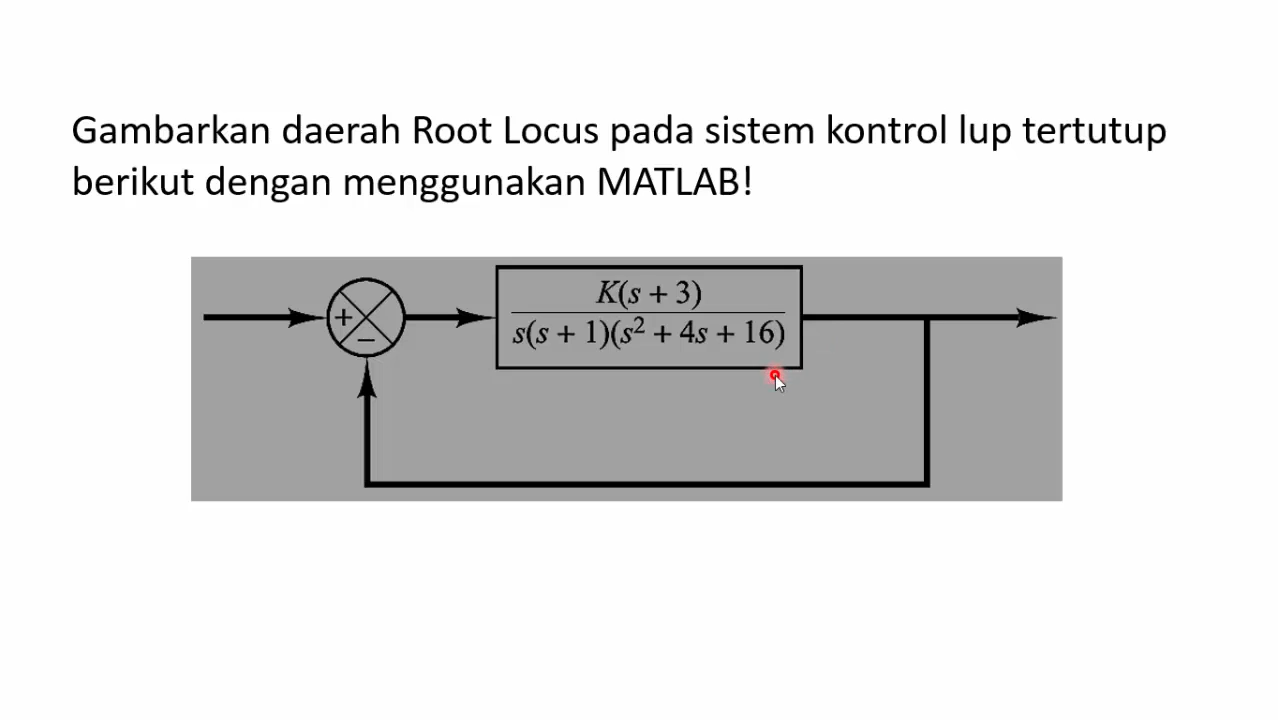 Gambarkan daerah Root Locus pada sistem kontrol lup tertutup
berikut dengan menggunakan MATLAB!
K(s + 3)
s(s + 1)(s² + 4s + 16)
+
−